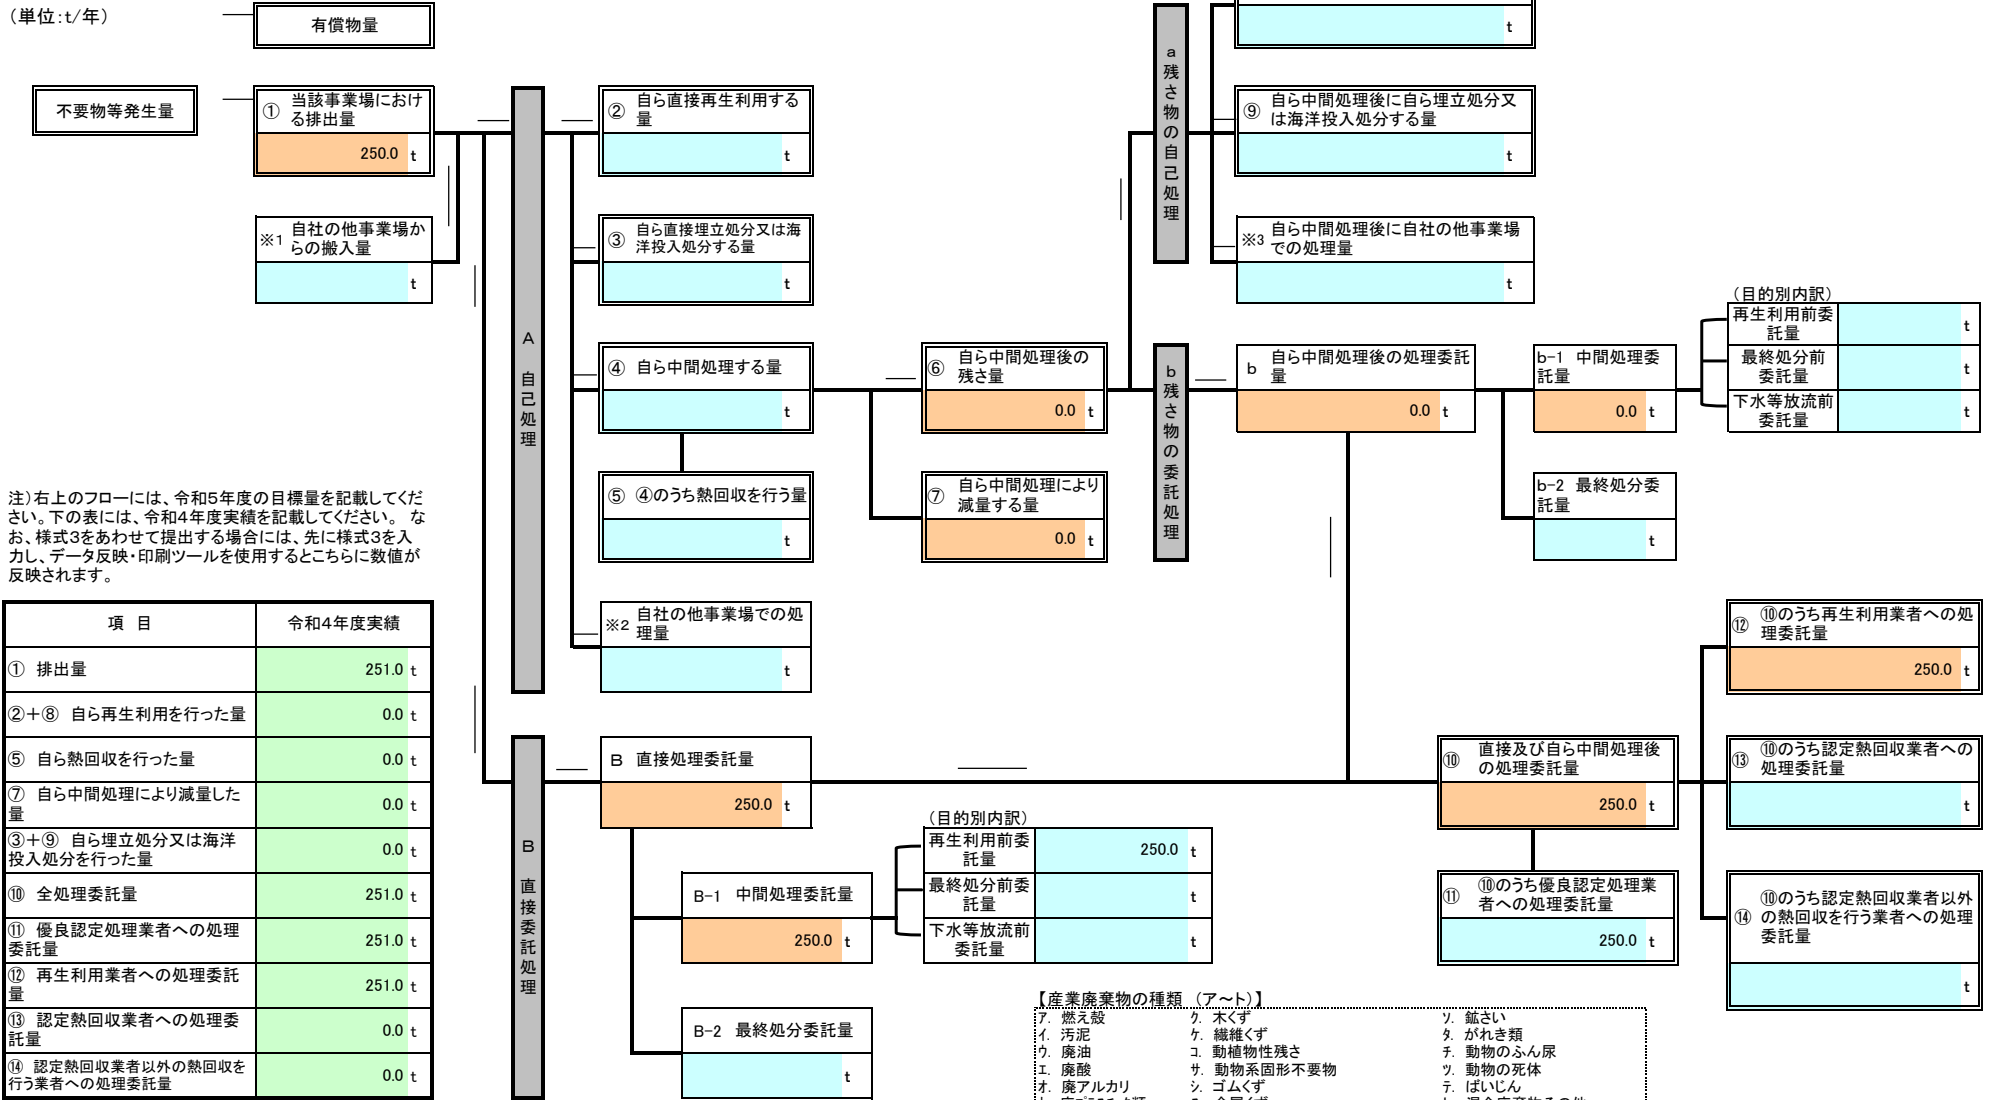 （単位:t/年）
有償物量
不要物等発生量
① 当該事業場におけ
る排出量
250.0 t
※1 自社の他事業場か
らの搬入量
t
A 自己処理
② 自ら直接再生利用する
量
t
③ 自ら直接埋立処分又は海
洋投入処分する量
t
④ 自ら中間処理する量
t
⑤ ④のうち熱回収を行う量
t
※2 自社の他事業場での処
理量
t
⑥ 自ら中間処理後の
残さ量
0.0 t
⑦ 自ら中間処理により
減量する量
0.0 t
a 残さ物の自己処理
t
⑨ 自ら中間処理後に自ら埋立処分又
は海洋投入処分する量
t
※3 自ら中間処理後に自社の他事業場
での処理量
t
b 残さ物の委託処理
b 自ら中間処理後の処理委託
量
0.0 t
b-1 中間処理委
託量
0.0 t
b-2 最終処分委
託量
t
（目的別内訳）
再生利用前委
託量
t
最終処分前
委託量
t
下水等放流前
委託量
t
注）右上のフローには、令和５年度の目標量を記載してくだ
さい。下の表には、令和４年度実績を記載してください。 な
お、様式３をあわせて提出する場合には、先に様式３を入
力し、データ反映・印刷ツールを使用するとこちらに数値が
反映されます。
項 目 令和４年度実績
① 排出量 251.0 t
②＋⑧ 自ら再生利用を行った量 0.0 t
⑤ 自ら熱回収を行った量 0.0 t
⑦ 自ら中間処理により減量した
量 0.0 t
③＋⑨ 自ら埋立処分又は海洋
投入処分を行った量 0.0 t
⑩ 全処理委託量 251.0 t
⑪ 優良認定処理業者への処理
委託量 251.0 t
⑫ 再生利用業者への処理委託
量 251.0 t
⑬ 認定熱回収業者への処理委
託量 0.0 t
⑭ 認定熱回収業者以外の熱回収を
行う業者への処理委託量 0.0 t
B 直接委託処理
B 直接処理委託量
250.0 t
B-1 中間処理委託量
250.0 t
B-2 最終処分委託量
t
（目的別内訳）
再生利用前委
託量
250.0 t
最終処分前委
託量
t
下水等放流前
委託量
t
⑩ 直接及び自ら中間処理後
の処理委託量
250.0 t
⑪ ⑩のうち優良認定処理業
者への処理委託量
250.0 t
⑫ ⑩のうち再生利用業者への処
理委託量
250.0 t
⑬ ⑩のうち認定熱回収業者への
処理委託量
t
⑭ ⑩のうち認定熱回収業者以外
の熱回収を行う業者への処理
委託量
t
【産業廃棄物の種類 （ア～ト）】
ア. 燃え殻 ク. 木くず ソ. 鉱さい
イ. 汚泥 ケ. 繊維くず タ. がれき類
ウ. 廃油 コ. 動植物性残さ チ. 動物のふん尿
エ. 廃酸 サ. 動物系固形不要物 ツ. 動物の死体
オ. 廃アルカリ シ. ゴムくず テ. ばいじん